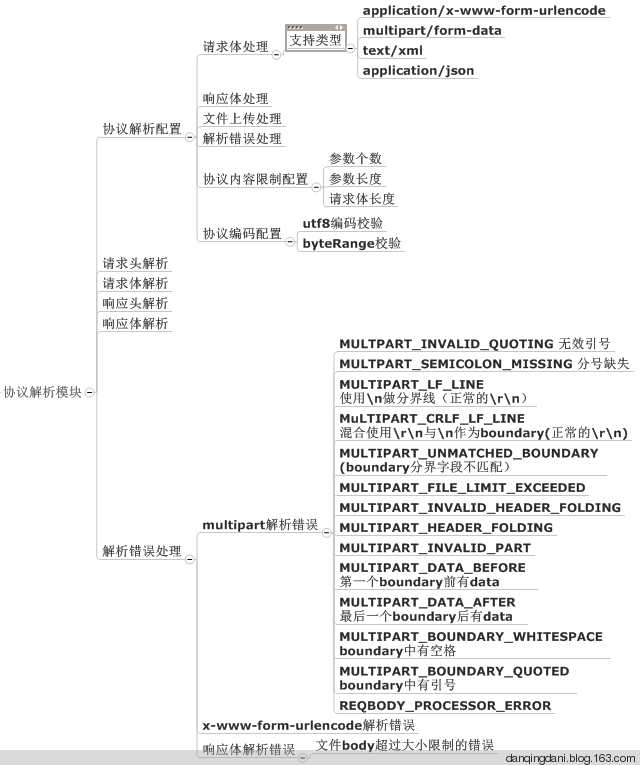 application/x-www-form-urlencode
multipart/form-data
请求体处理
支持类型
text/xml
application/json
响应体处理
文件上传处理
协议解析配置
解析错误处理
参数个数
协议内容限制配置
参数长度
请求体长度
utf8编码校验
协议编码配置
byteRange校验
请求头解析
请求体解析
响应头解析
响应体解析
MULTPART_INVALID_QUOTING 无效引号
MULTPART_SEMICOLON_MISSING 分号缺失
MULTIPART_LF_LINE
使用\n做分界线（正常的\r\n）
协议解析模块
MuLTIPART_CRLF_LF_LINE
混合使用\r\n与\n作为boundary(正常的\r\n)
MULTIPART_UNMATCHED_BOUNDARY
(boundary分界字段不匹配）
MULTIPART_FILE_LIMIT_EXCEEDED
MULTIPART_INVALID_HEADER_FOLDING
multipart解析错误
MULTIPART_HEADER_FOLDING
解析错误处理
MULTIPART_INVALID_PART
MULTIPART_DATA_BEFORE
第一个boundary前有data
MULTIPART_DATA_AFTER
最后一个boundary后有data
MULTIPART_BOUNDARY_WHITESPACE
boundary中有空格
MULTIPART_BOUNDARY_QUOTED
boundary中有引号
REQBODY_PROCESSOR_ERROR
x-www-form-urlencode解析错误
响应体解析错误
文件body超过大小限制的错误
danqingdani.blog.163.com